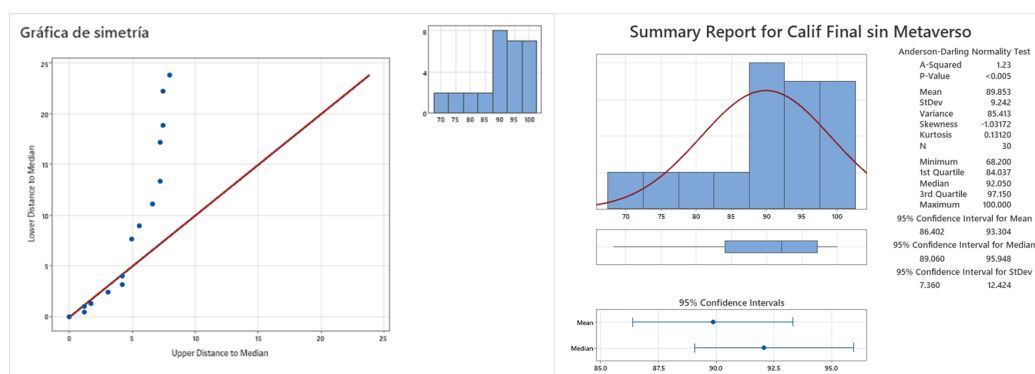 Gráfica de simetría
25
20
15
10
5
0
Lower Distance to Median
0 5 10 15 20 25
Upper Distance to Median
8
4
0
70 75 80 85 90 95 100
Summary Report for Calif Final sin Metaverso
70 75 80 85 90 95 100
95% Confidence Intervals
Mean
Median
85.0 87.5 90.0 92.5 95.0
Anderson-Darling Normality Test
A-Squared 1.23
P-Value <0.005
Mean 89.853
StDev 9.242
Variance 85.413
Skewness -1.03172
Kurtosis 0.13120
N 30
Minimum 68.200
1st Quartile 84.037
Median 92.050
3rd Quartile 97.150
Maximum 100.000
95% Confidence Interval for Mean
86.402 93.304
95% Confidence Interval for Median
89.060 95.948
95% Confidence Interval for StDev
7.360 12.424